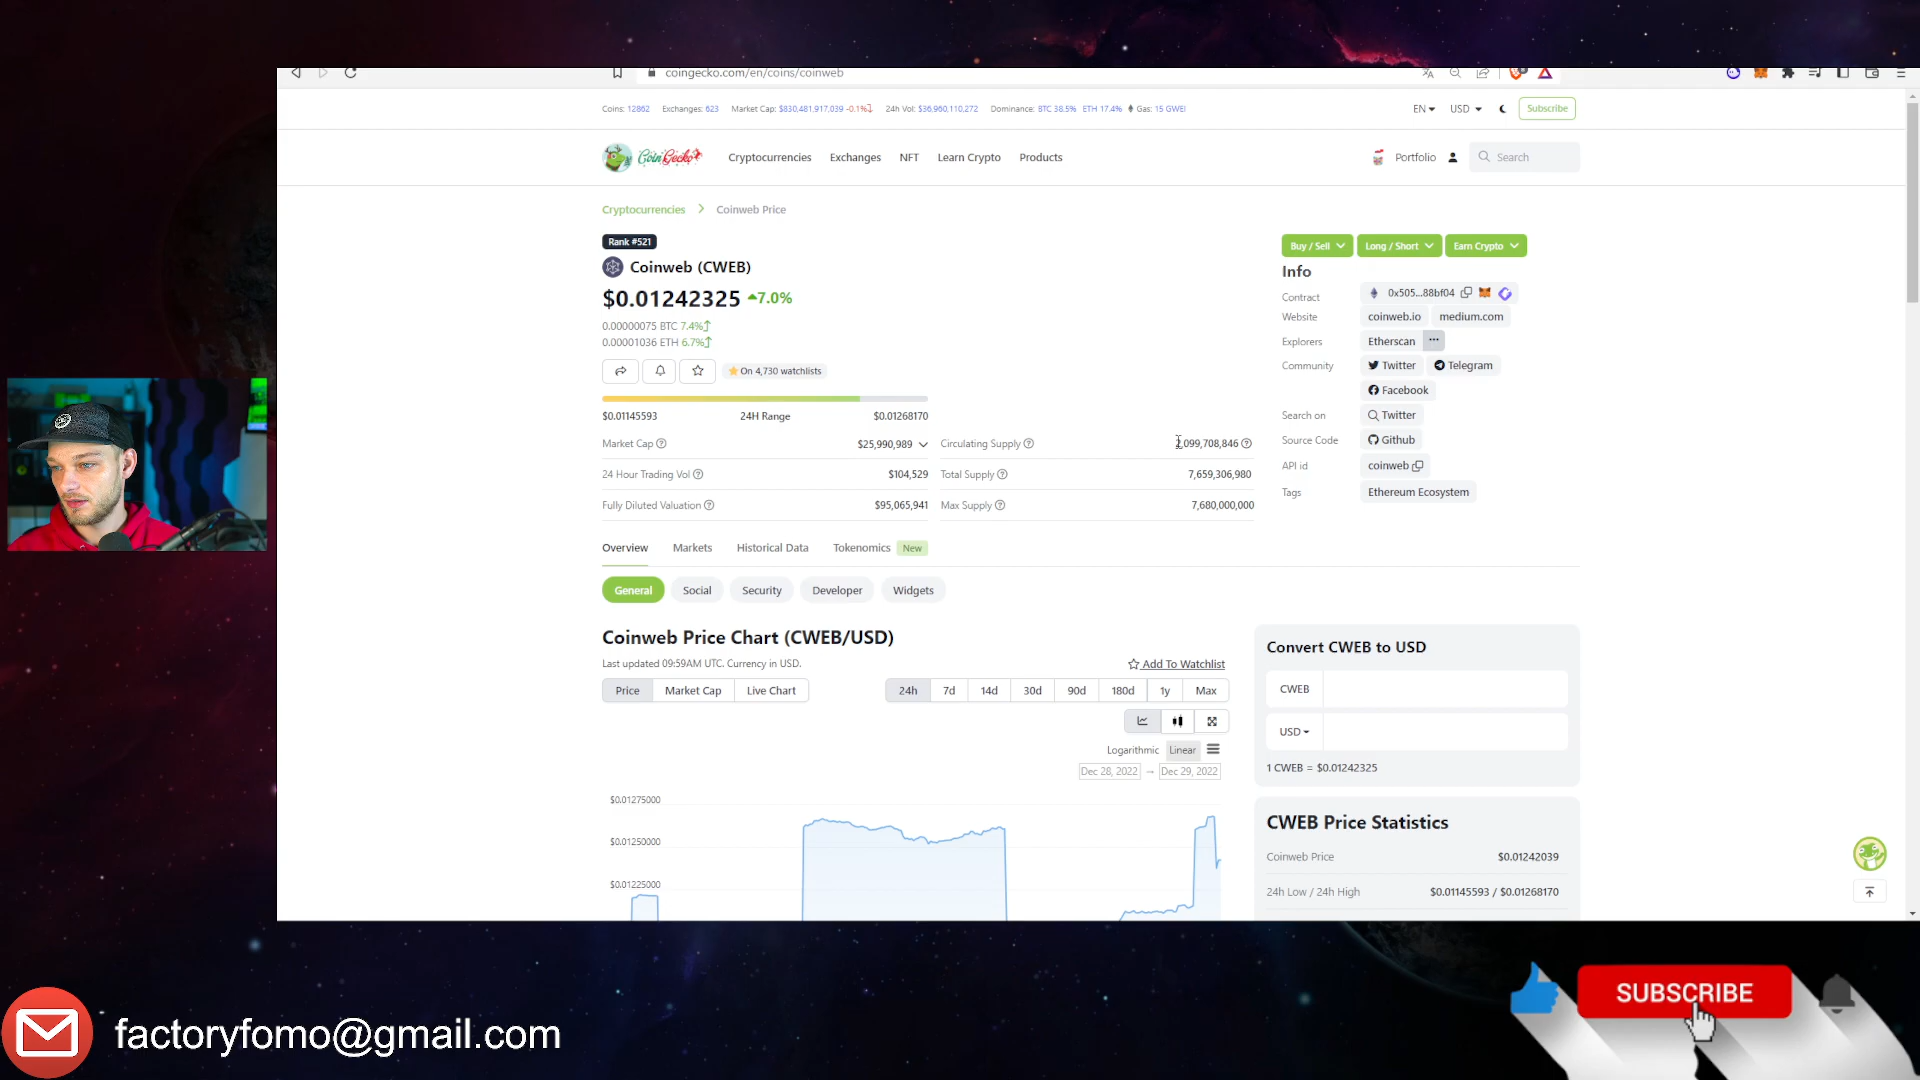 coingecko.com/en/coins/coinweb
Coins: 12862 Exchanges: 623 Market Cap: $830,481,917,039 -0.1% 24h Vol: $36,960,110,272 Dominance: BTC 38.5% ETH 17.4% Gas: 15 GWEI
EN USD Subscribe
CoinGecko Cryptocurrencies Exchanges NFT Learn Crypto Products Portfolio Search
Cryptocurrencies > Coinweb Price
Rank #521
Coinweb (CWEB)
$0.01242325 7.0%
0.00000075 BTC 7.4%
0.00001036 ETH 6.7%
On 4,730 watchlists
$0.01145593 24H Range $0.01268170
Market Cap $25,990,989 Circulating Supply 2,099,708,846
24 Hour Trading Vol $104,529 Total Supply 7,659,306,980
Fully Diluted Valuation $95,065,941 Max Supply 7,680,000,000
Buy / Sell Long / Short Earn Crypto
Info
Contract 0x505...88bf04
Website coinweb.io medium.com
Explorers Etherscan ...
Community Twitter Telegram
Facebook
Search on Twitter
Source Code Github
API id coinweb
Tags Ethereum Ecosystem
Overview Markets Historical Data Tokenomics New
General Social Security Developer Widgets
Coinweb Price Chart (CWEB/USD)
Last updated 09:59AM UTC. Currency in USD.
Add To Watchlist
Price Market Cap Live Chart 24h 7d 14d 30d 90d 180d 1y Max
Logarithmic Linear
Dec 28, 2022 → Dec 29, 2022
$0.01275000
$0.01250000
$0.01225000
Convert CWEB to USD
CWEB
USD
1 CWEB = $0.01242325
CWEB Price Statistics
Coinweb Price $0.01242039
24h Low / 24h High $0.01145593 / $0.01268170
factoryfomo@gmail.com
SUBSCRIBE